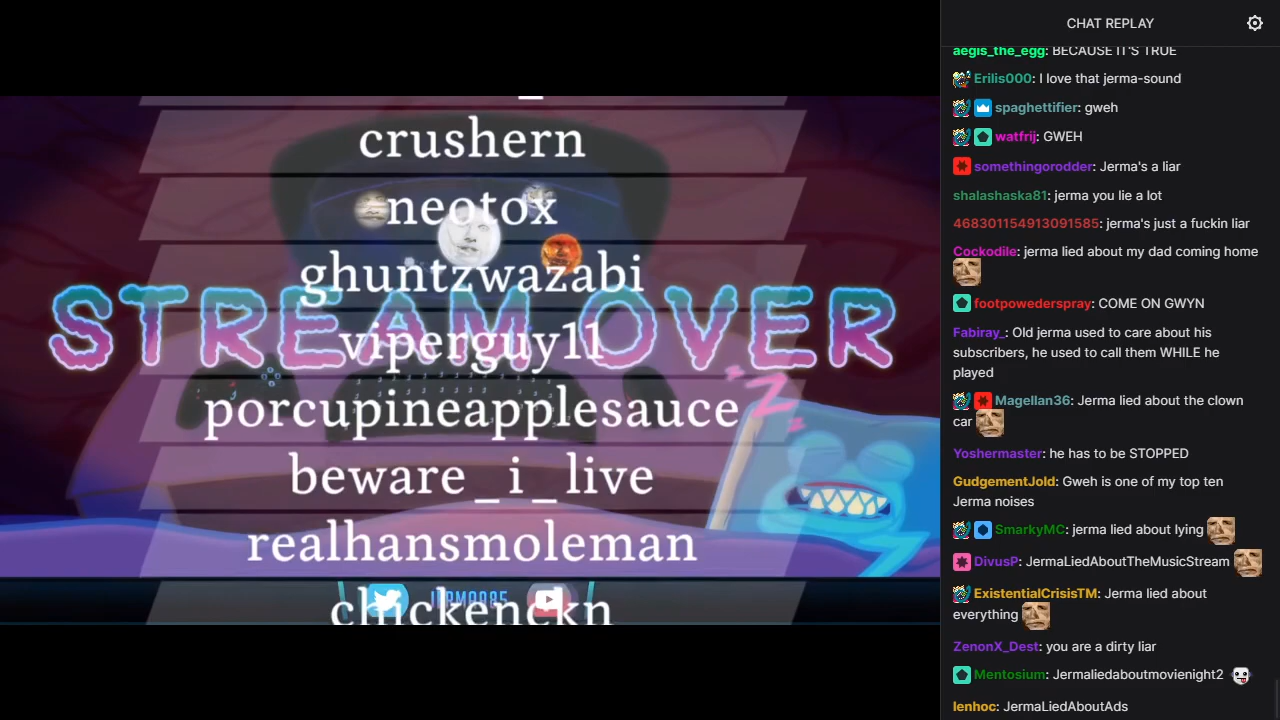 crushern
neotox
ghuntzwazabi
STREAM OVER
viperguy11
porcupineapplesauce
beware_i_live
realhansmoleman
JERMA985
chickenckn
CHAT REPLAY
aegis_the_egg: BECAUSE IT'S TRUE
Erilis000: I love that jerma-sound
spaghettifier: gweh
watfrij: GWEH
somethingorodder: Jerma's a liar
shalashaska81: jerma you lie a lot
468301154913091585: jerma's just a fuckin liar
Cockodile: jerma lied about my dad coming home
footpowederspray: COME ON GWYN
Fabiray_: Old jerma used to care about his
subscribers, he used to call them WHILE he
played
Magellan36: Jerma lied about the clown
car
Yoshermaster: he has to be STOPPED
GudgementJold: Gweh is one of my top ten
Jerma noises
SmarkyMC: jerma lied about lying
DivusP: JermaLiedAboutTheMusicStream
ExistentialCrisisTM: Jerma lied about
everything
ZenonX_Dest: you are a dirty liar
Mentosium: Jermaliedaboutmovienight2
lenhoc: JermaLiedAboutAds